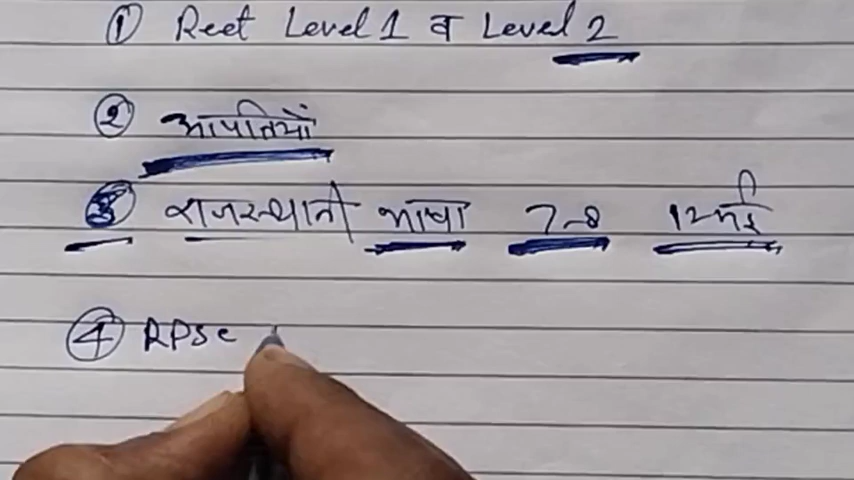 ① Reet Level 1 व Level 2
② आपतियों
③ राजस्थानी भाषा 7-8 12 मई
④ RPSC